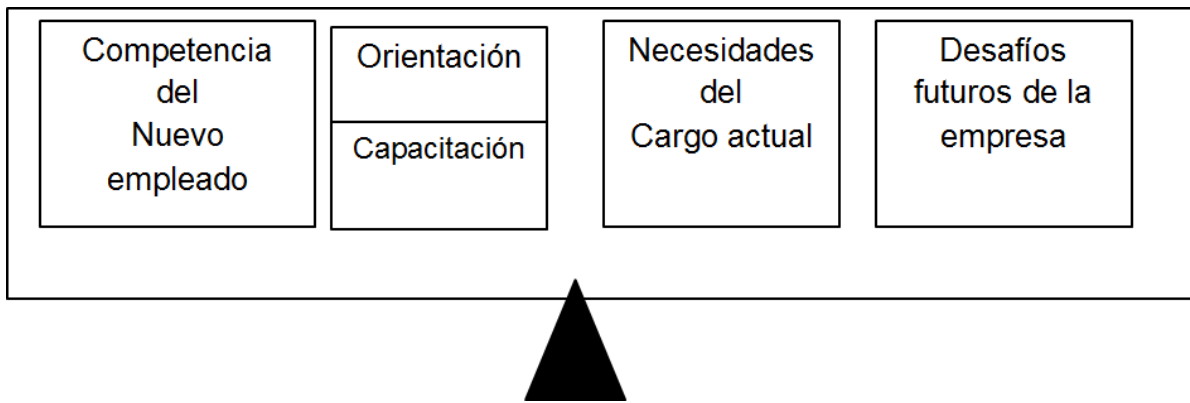 Competencia
del
Nuevo
empleado
Orientación
Capacitación
Necesidades
del
Cargo actual
Desafíos
futuros de la
empresa